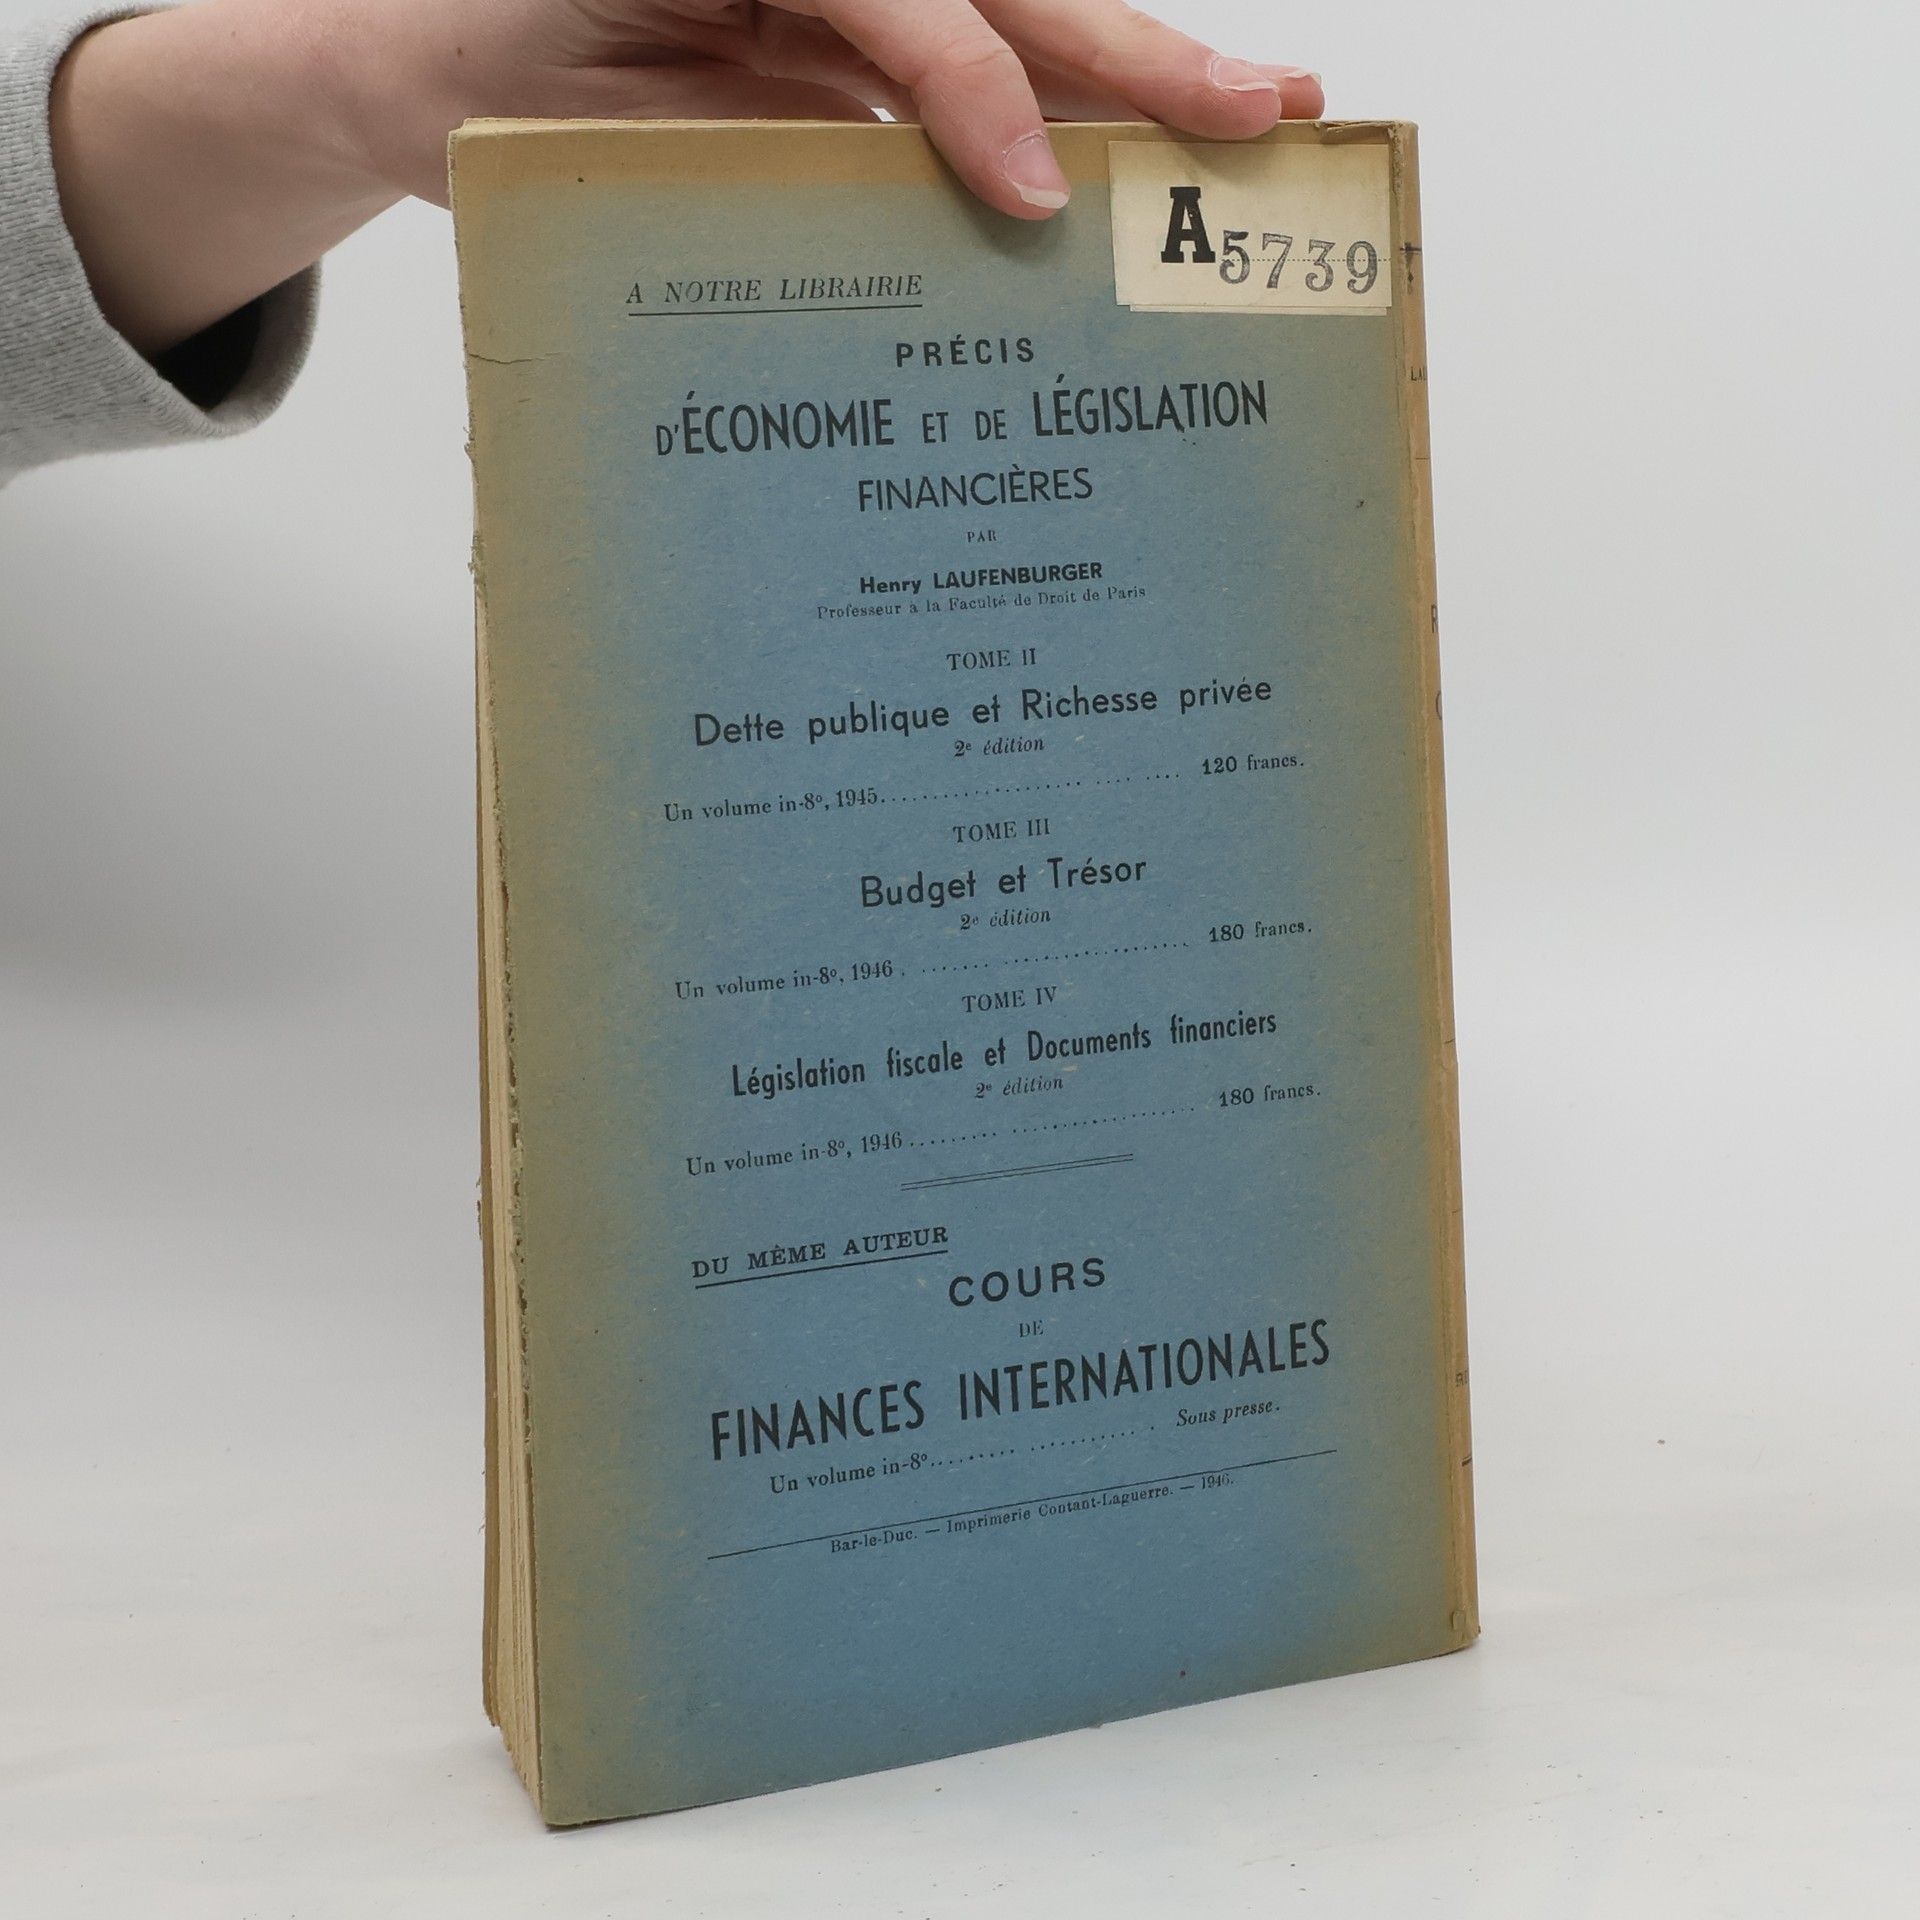 A5739
A NOTRE LIBRAIRIE
PRÉCIS
D'ÉCONOMIE ET DE LÉGISLATION
FINANCIÈRES
PAR
Henry LAUFENBURGER
Professeur à la Faculté de Droit de Paris
TOME II
Dette publique et Richesse privée
2e édition
Un volume in-8º, 1945.................... .... .... 120 francs.
TOME III
Budget et Trésor
2e édition
Un volume in-8º, 1946 . ....... .................... 180 francs.
TOME IV
Législation fiscale et Documents financiers
2e édition
Un volume in-8º, 1946 ......... .................... 180 francs.
DU MÊME AUTEUR
COURS
DE
FINANCES INTERNATIONALES
Un volume in-8º.......... ............ . Sous presse.
Bar-le-Duc. — Imprimerie Contant-Laguerre. — 1946.